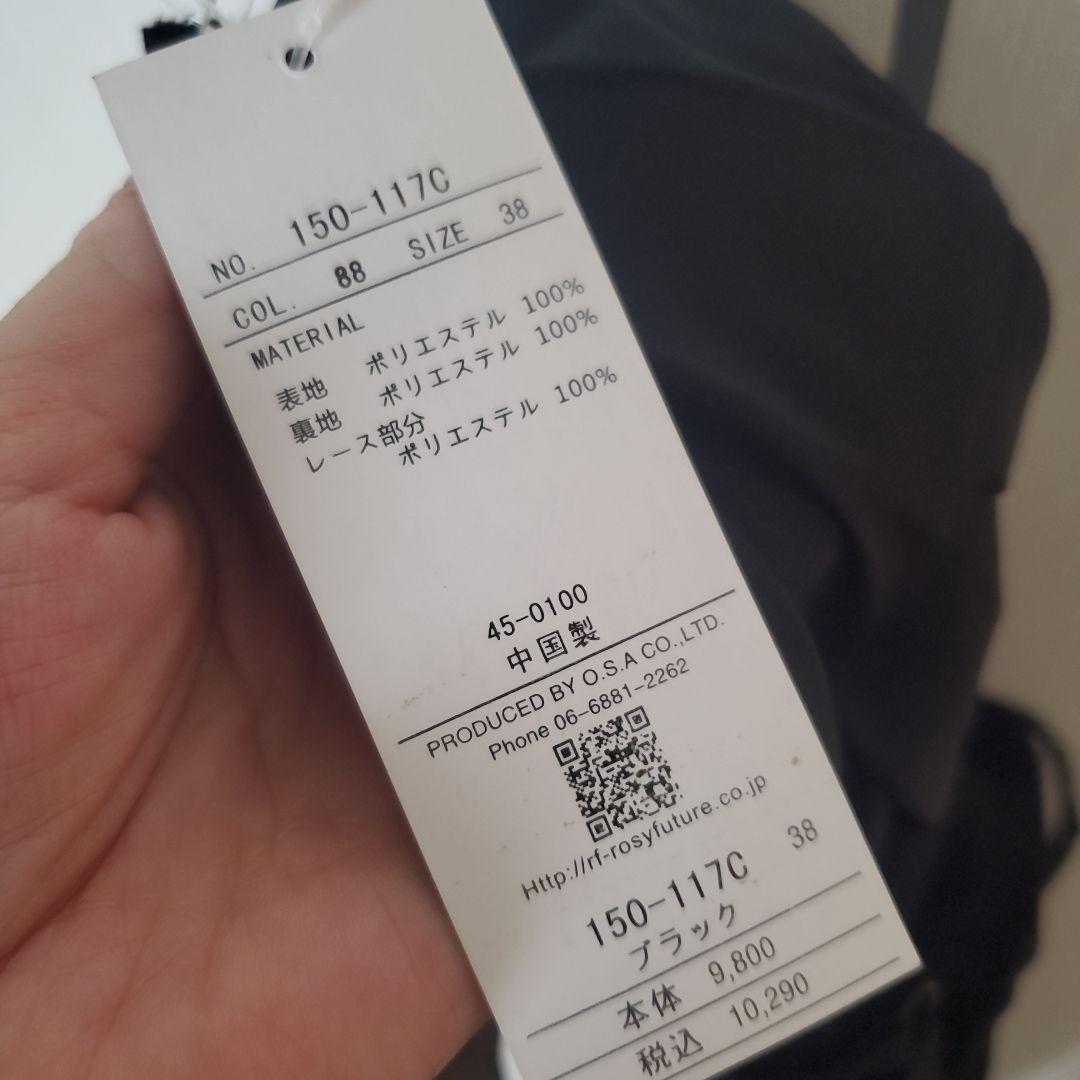 NO. 150-117C
COL. 88 SIZE 38
MATERIAL
表地 ポリエステル 100%
裏地 ポリエステル 100%
レース部分
ポリエステル 100%
45-0100
中国製
PRODUCED BY O.S.A CO.,LTD.
Phone 06-6881-2262
Http://rf-rosyfuture.co.jp
150-117C 38
ブラック
本体 9,800
税込 10,290